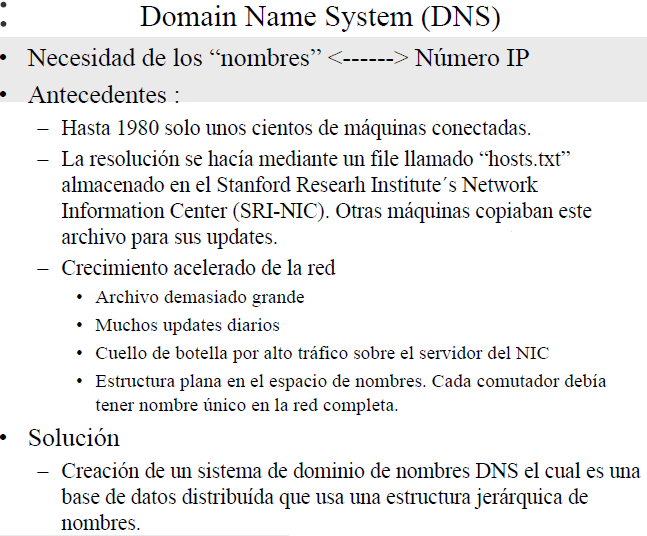 Domain Name System (DNS)
• Necesidad de los “nombres” <------> Número IP
• Antecedentes :
– Hasta 1980 solo unos cientos de máquinas conectadas.
– La resolución se hacía mediante un file llamado “hosts.txt”
almacenado en el Stanford Researh Institute´s Network
Information Center (SRI-NIC). Otras máquinas copiaban este
archivo para sus updates.
– Crecimiento acelerado de la red
• Archivo demasiado grande
• Muchos updates diarios
• Cuello de botella por alto tráfico sobre el servidor del NIC
• Estructura plana en el espacio de nombres. Cada comutador debía
tener nombre único en la red completa.
• Solución
– Creación de un sistema de dominio de nombres DNS el cual es una
base de datos distribuída que usa una estructura jerárquica de
nombres.